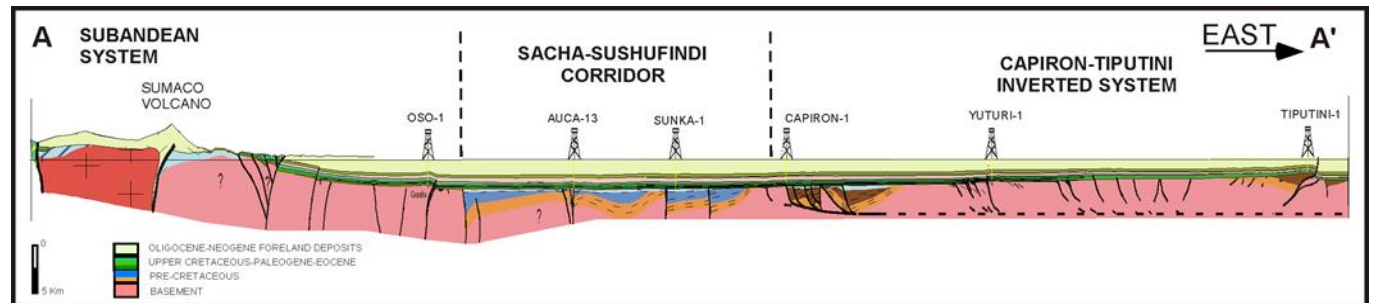 A
SUBANDEAN
SYSTEM
SACHA-SUSHUFINDI
CORRIDOR
EAST
A'
CAPIRON-TIPUTINI
INVERTED SYSTEM
SUMACO
VOLCANO
OSO-1
AUCA-13
SUNKA-1
CAPIRON-1
YUTURI-1
TIPUTINI-1
?
?
?
0
5 Km
OLIGOCENE-NEOGENE FORELAND DEPOSITS
UPPER CRETACEOUS-PALEOGENE-EOCENE
PRE-CRETACEOUS
BASEMENT